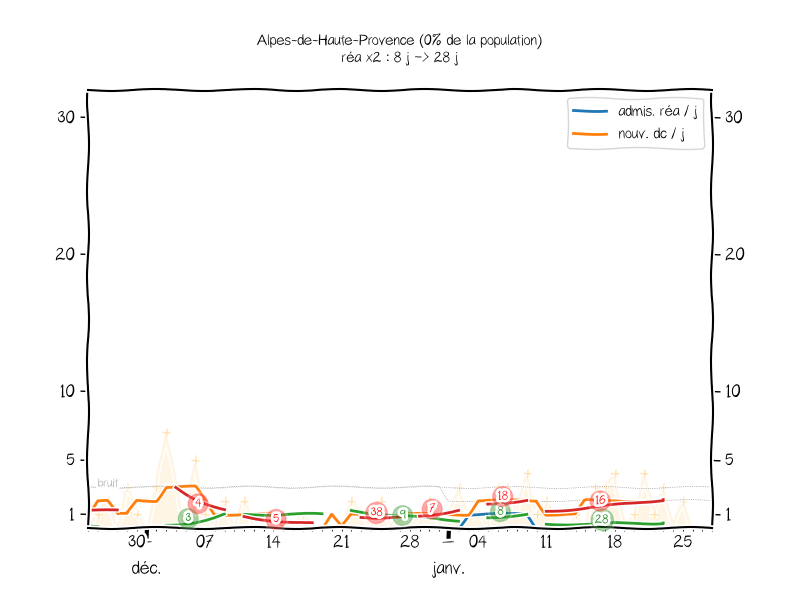 Alpes-de-Haute-Provence (0% de la population)
réa x2 : 8 j -> 28 j
admis. réa / j
nouv. dc / j
30 30
20 20
10 10
5 5
1 1
bruit
4 3 5 38 9 7 18 8 16 28
30 07 14 21 28 04 11 18 25
déc. janv.